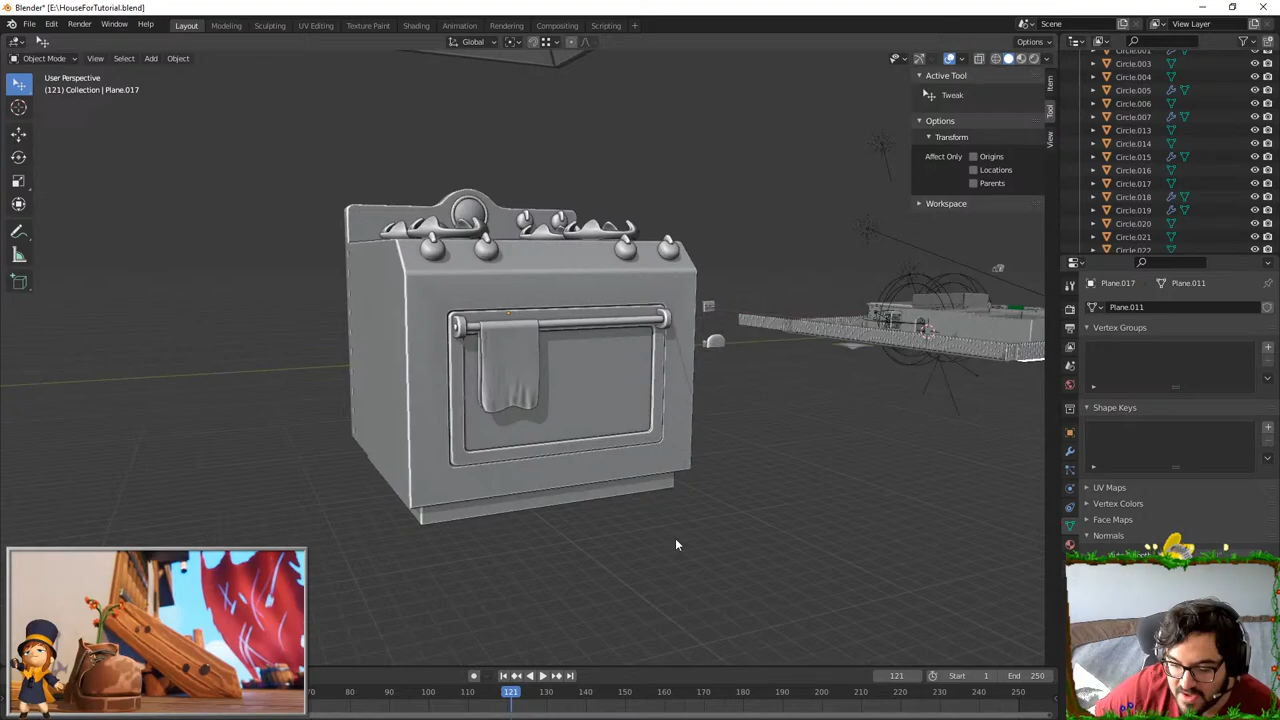 Blender* [E:\HouseForTutorial.blend]
File Edit Render Window Help Layout Modeling Sculpting UV Editing Texture Paint Shading Animation Rendering Compositing Scripting + Scene View Layer
Global Options
Object Mode View Select Add Object
User Perspective
(121) Collection | Plane.017
Active Tool
Tweak
Options
Transform
Affect Only Origins
Locations
Parents
Workspace
Item
Tool
View
Circle.001
Circle.003
Circle.004
Circle.005
Circle.006
Circle.007
Circle.013
Circle.014
Circle.015
Circle.016
Circle.017
Circle.018
Circle.019
Circle.020
Circle.021
Circle.022
Plane.017 Plane.011
Plane.011
Vertex Groups
Shape Keys
UV Maps
Vertex Colors
Face Maps
Normals
121 Start 1 End 250
70 80 90 100 110 121 130 140 150 160 170 180 190 200 210 220 230 240 250